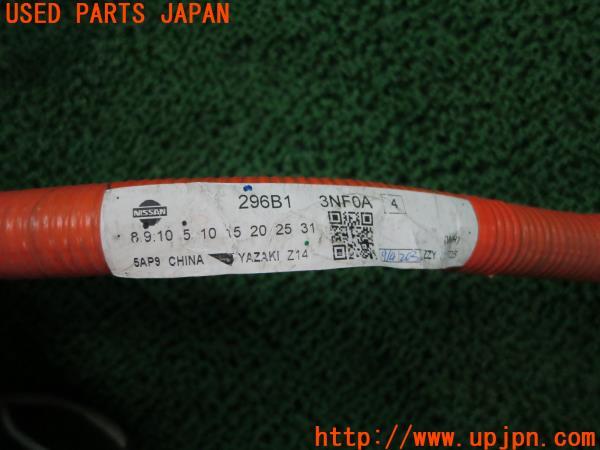 USED PARTS JAPAN
NISSAN
296B1 3NF0A 4
8.9.10 5 10 15 20 25 31
5AP9 CHINA YAZAKI Z14
ZZY
http://www.upjpn.com